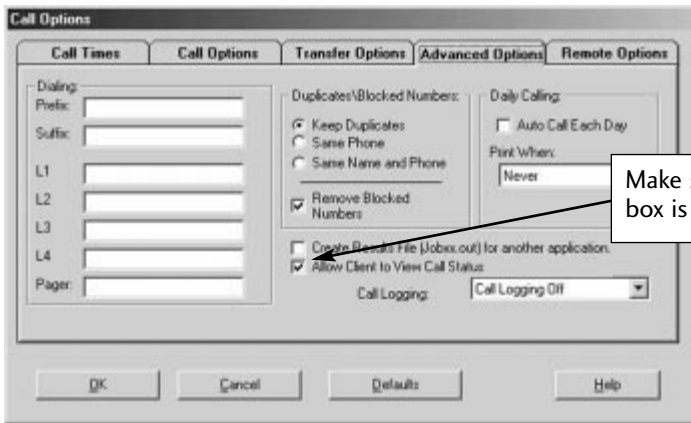 Call Options
Call Times
Call Options
Transfer Options
Advanced Options
Remote Options
Dialing:
Prefix:
Suffix:
L1
L2
L3
L4
Pager:
Duplicates\Blocked Numbers:
Keep Duplicates
Same Phone
Same Name and Phone
Remove Blocked
Numbers
Daily Calling:
Auto Call Each Day
Print When:
Never
Make
box is
Create Results File (Jobxx.out) for another application.
Allow Client to View Call Status
Call Logging:
Call Logging Off
OK
Cancel
Defaults
Help